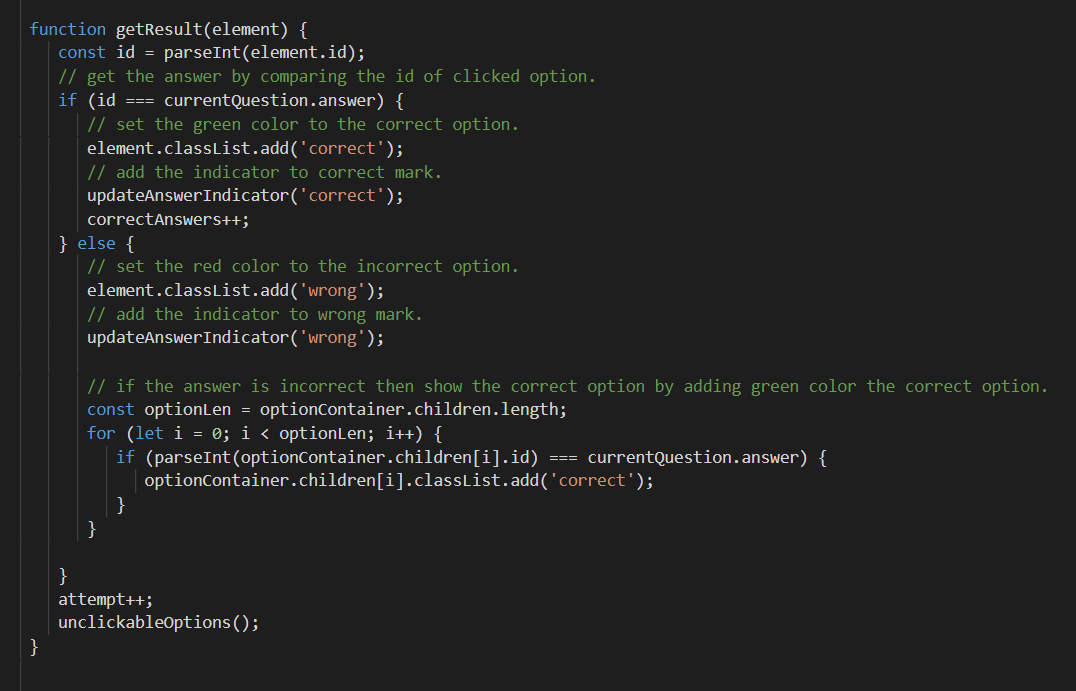 function getResult(element) {
const id = parseInt(element.id);
// get the answer by comparing the id of clicked option.
if (id === currentQuestion.answer) {
// set the green color to the correct option.
element.classList.add('correct');
// add the indicator to correct mark.
updateAnswerIndicator('correct');
correctAnswers++;
} else {
// set the red color to the incorrect option.
element.classList.add('wrong');
// add the indicator to wrong mark.
updateAnswerIndicator('wrong');
// if the answer is incorrect then show the correct option by adding green color the correct option.
const optionLen = optionContainer.children.length;
for (let i = 0; i < optionLen; i++) {
if (parseInt(optionContainer.children[i].id) === currentQuestion.answer) {
optionContainer.children[i].classList.add('correct');
}
}
}
attempt++;
unclickableOptions();
}